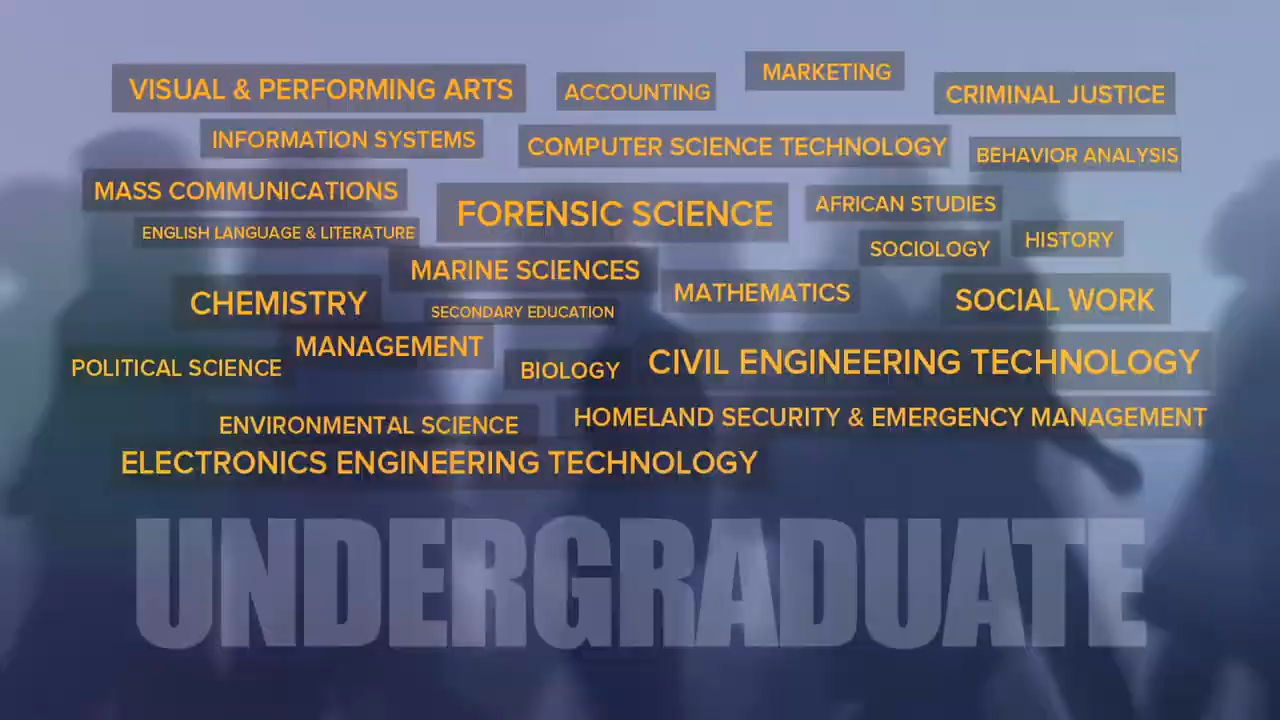 VISUAL & PERFORMING ARTS
ACCOUNTING
MARKETING
CRIMINAL JUSTICE
INFORMATION SYSTEMS
COMPUTER SCIENCE TECHNOLOGY
BEHAVIOR ANALYSIS
MASS COMMUNICATIONS
FORENSIC SCIENCE
AFRICAN STUDIES
ENGLISH LANGUAGE & LITERATURE
SOCIOLOGY
HISTORY
MARINE SCIENCES
CHEMISTRY
SECONDARY EDUCATION
MATHEMATICS
SOCIAL WORK
POLITICAL SCIENCE
MANAGEMENT
BIOLOGY
CIVIL ENGINEERING TECHNOLOGY
ENVIRONMENTAL SCIENCE
HOMELAND SECURITY & EMERGENCY MANAGEMENT
ELECTRONICS ENGINEERING TECHNOLOGY
UNDERGRADUATE